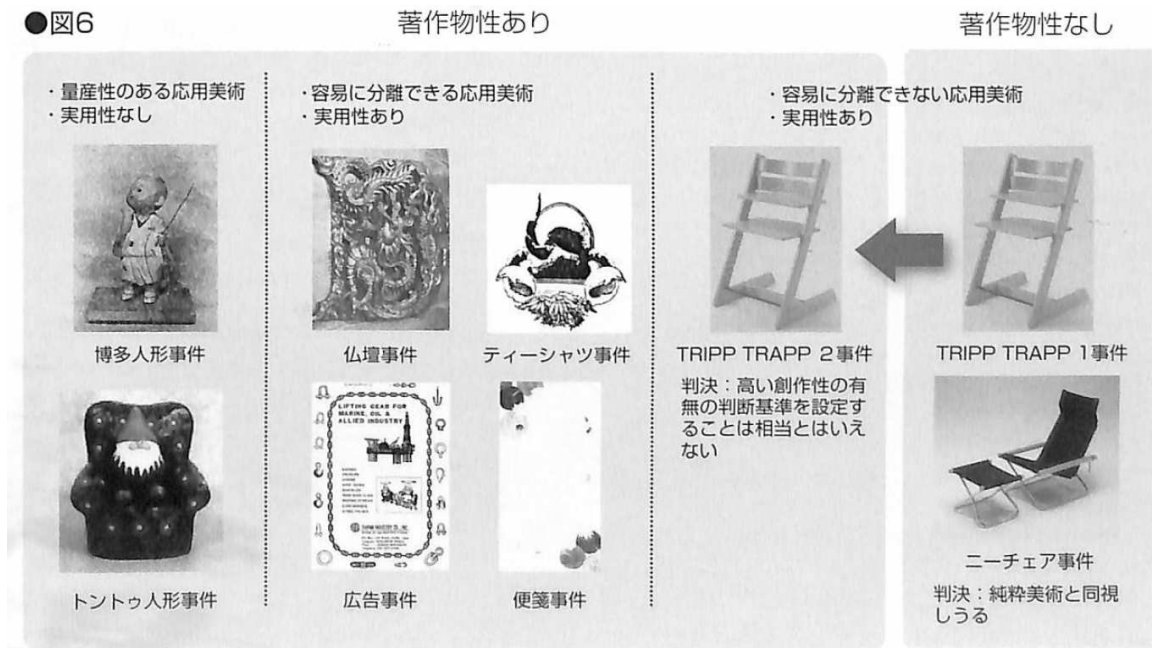 ●図6
著作物性あり
著作物性なし
・量産性のある応用美術
・実用性なし
・容易に分離できる応用美術
・実用性あり
・容易に分離できない応用美術
・実用性あり
博多人形事件
仏壇事件
ティーシャツ事件
TRIPP TRAPP 2事件
TRIPP TRAPP 1事件
判決：高い創作性の有
無の判断基準を設定す
ることは相当とはいえ
ない
LIFTING GEAR FOR
MARINE, OIL &
ALLIED INDUSTRY
トントゥ人形事件
広告事件
便箋事件
ニーチェア事件
判決：純粋美術と同視
しうる